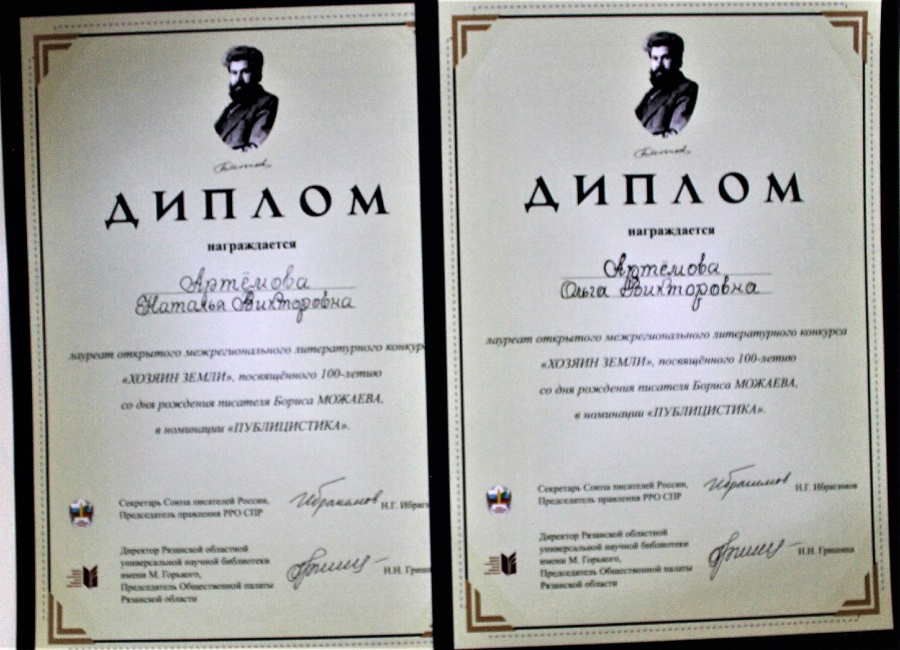 ДИПЛОМ
награждается
Артёмова
Наталья Викторовна
лауреат открытого межрегионального литературного конкурс
«ХОЗЯИН ЗЕМЛИ», посвящённого 100-летию
со дня рождения писателя Бориса МОЖАЕВА,
в номинации «ПУБЛИЦИСТИКА».
Секретарь Союза писателей России,
Председатель правления РРО СПР
Н.Г. Ибраги
Директор Рязанской областной
универсальной научной библиотеки
имени М. Горького,
Председатель Общественной палаты
Рязанской области
Н.Н. Гриши
ДИПЛОМ
награждается
Артёмова
Ольга Викторовна
лауреат открытого межрегионального литературного конкурса
«ХОЗЯИН ЗЕМЛИ», посвящённого 100-летию
со дня рождения писателя Бориса МОЖАЕВА,
в номинации «ПУБЛИЦИСТИКА».
Секретарь Союза писателей России,
Председатель правления РРО СПР
Ибрагимов
Н.Г. Ибрагимов
Директор Рязанской областной
универсальной научной библиотеки
имени М. Горького,
Председатель Общественной палаты
Рязанской области
Н.Н. Гришина